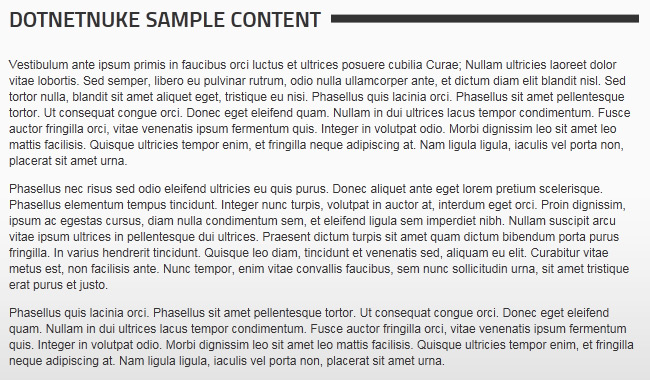 DOTNETNUKE SAMPLE CONTENT
Vestibulum ante ipsum primis in faucibus orci luctus et ultrices posuere cubilia Curae; Nullam ultricies laoreet dolor
vitae lobortis. Sed semper, libero eu pulvinar rutrum, odio nulla ullamcorper ante, et dictum diam elit blandit nisl. Sed
tortor nulla, blandit sit amet aliquet eget, tristique eu nisi. Phasellus quis lacinia orci. Phasellus sit amet pellentesque
tortor. Ut consequat congue orci. Donec eget eleifend quam. Nullam in dui ultrices lacus tempor condimentum. Fusce
auctor fringilla orci, vitae venenatis ipsum fermentum quis. Integer in volutpat odio. Morbi dignissim leo sit amet leo
mattis facilisis. Quisque ultricies tempor enim, et fringilla neque adipiscing at. Nam ligula ligula, iaculis vel porta non,
placerat sit amet urna.
Phasellus nec risus sed odio eleifend ultricies eu quis purus. Donec aliquet ante eget lorem pretium scelerisque.
Phasellus elementum tempus tincidunt. Integer nunc turpis, volutpat in auctor at, interdum eget orci. Proin dignissim,
ipsum ac egestas cursus, diam nulla condimentum sem, et eleifend ligula sem imperdiet nibh. Nullam suscipit arcu
vitae ipsum ultrices in pellentesque dui ultrices. Praesent dictum turpis sit amet quam dictum bibendum porta purus
fringilla. In varius hendrerit tincidunt. Quisque leo diam, tincidunt et venenatis sed, aliquam eu elit. Curabitur vitae
metus est, non facilisis ante. Nunc tempor, enim vitae convallis faucibus, sem nunc sollicitudin urna, sit amet tristique
erat purus et justo.
Phasellus quis lacinia orci. Phasellus sit amet pellentesque tortor. Ut consequat congue orci. Donec eget eleifend
quam. Nullam in dui ultrices lacus tempor condimentum. Fusce auctor fringilla orci, vitae venenatis ipsum fermentum
quis. Integer in volutpat odio. Morbi dignissim leo sit amet leo mattis facilisis. Quisque ultricies tempor enim, et fringilla
neque adipiscing at. Nam ligula ligula, iaculis vel porta non, placerat sit amet urna.